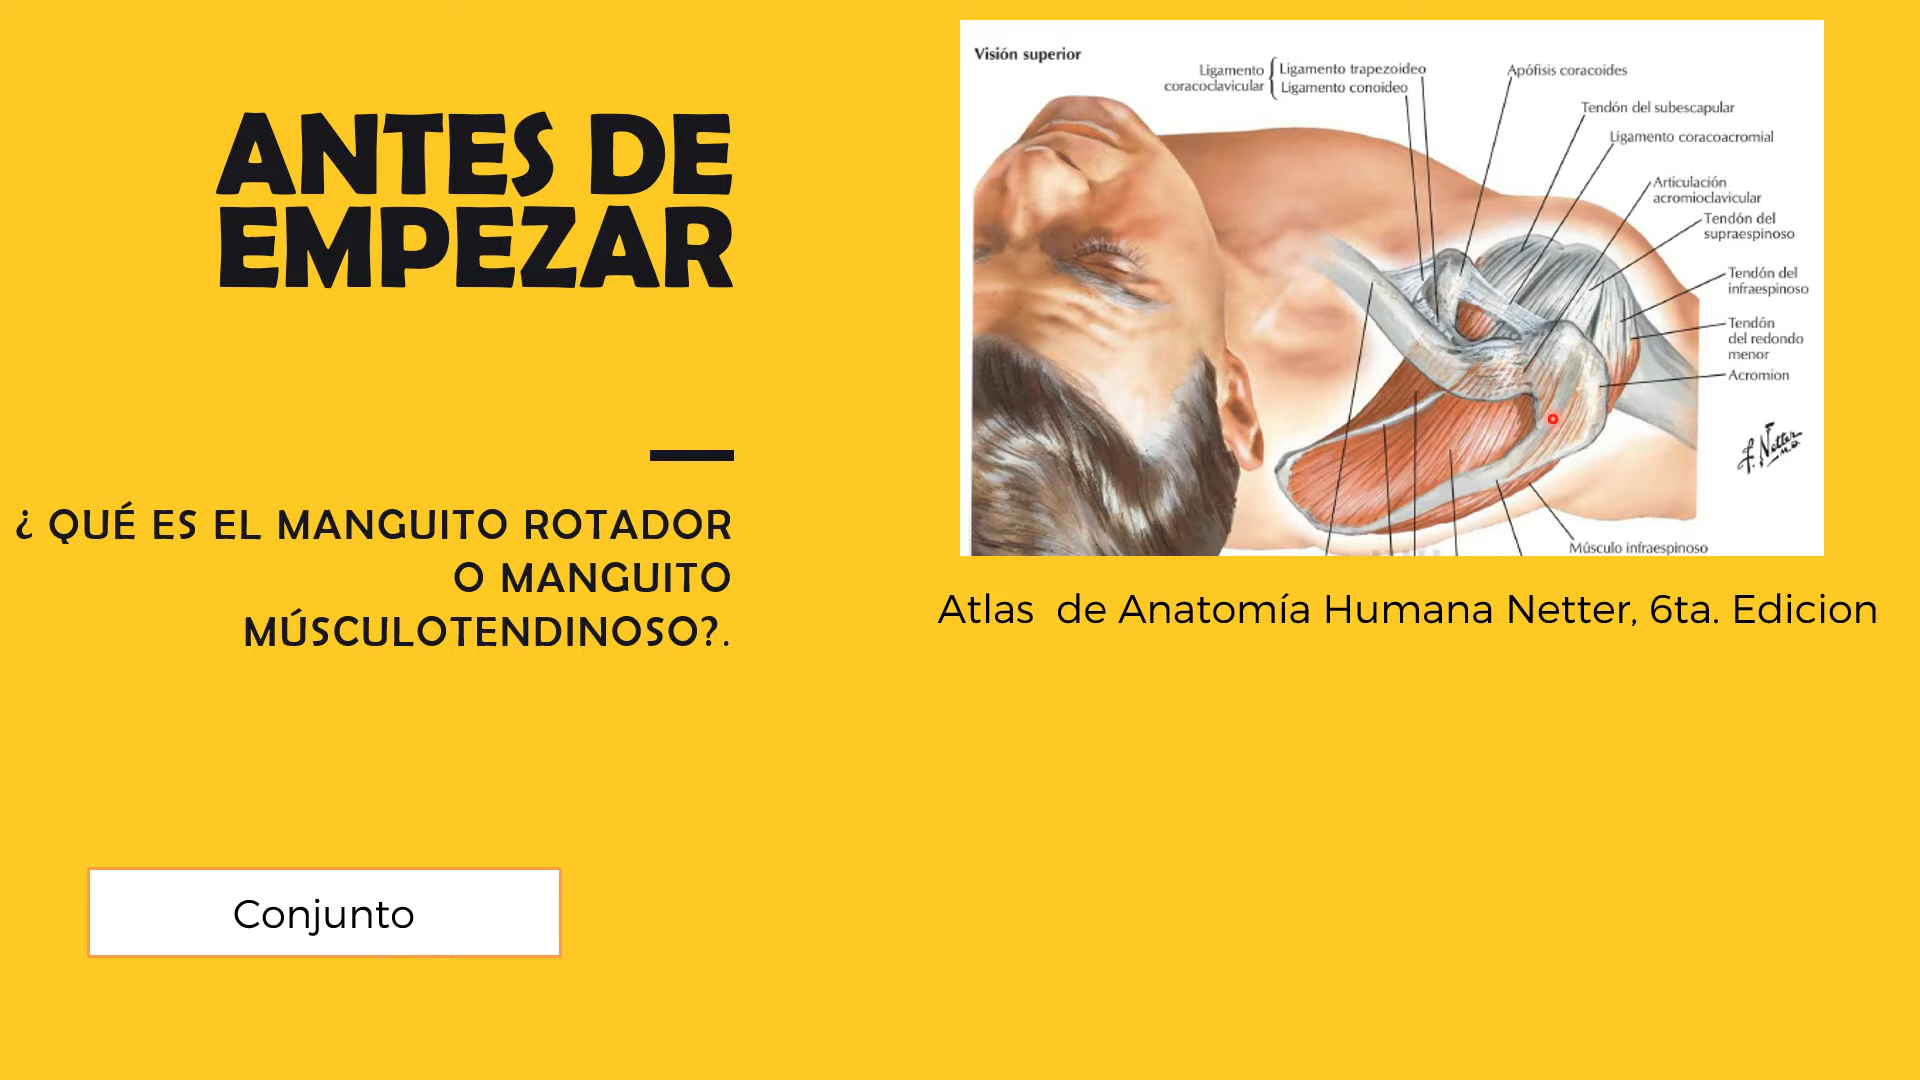 ANTES DE
EMPEZAR
¿ QUÉ ES EL MANGUITO ROTADOR
O MANGUITO
MÚSCULOTENDINOSO?.
Conjunto
Visión superior
Ligamento
coracoclavicular
Ligamento trapezoideo
Ligamento conoideo
Apófisis coracoides
Tendón del subescapular
Ligamento coracoacromial
Articulación
acromioclavicular
Tendón del
supraespinoso
Tendón del
infraespinoso
Tendón
del redondo
menor
Acromion
F. Netter
M.D.
Músculo infraespinoso
Atlas  de Anatomía Humana Netter, 6ta. Edicion